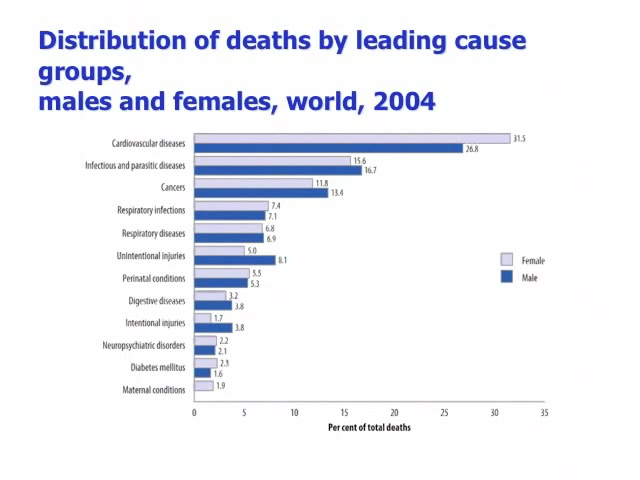 Distribution of deaths by leading cause
groups,
males and females, world, 2004
Cardiovascular diseases 31.5
26.8
Infectious and parasitic diseases 15.6
16.7
Cancers 11.8
13.4
Respiratory infections 7.4
7.1
Respiratory diseases 6.8
6.9
Unintentional injuries 5.0
8.1
Perinatal conditions 5.5
5.3
Digestive diseases 3.2
3.8
Intentional injuries 1.7
3.8
Neuropsychiatric disorders 2.2
2.1
Diabetes mellitus 2.3
1.6
Maternal conditions 1.9
Female
Male
0 5 10 15 20 25 30 35
Per cent of total deaths